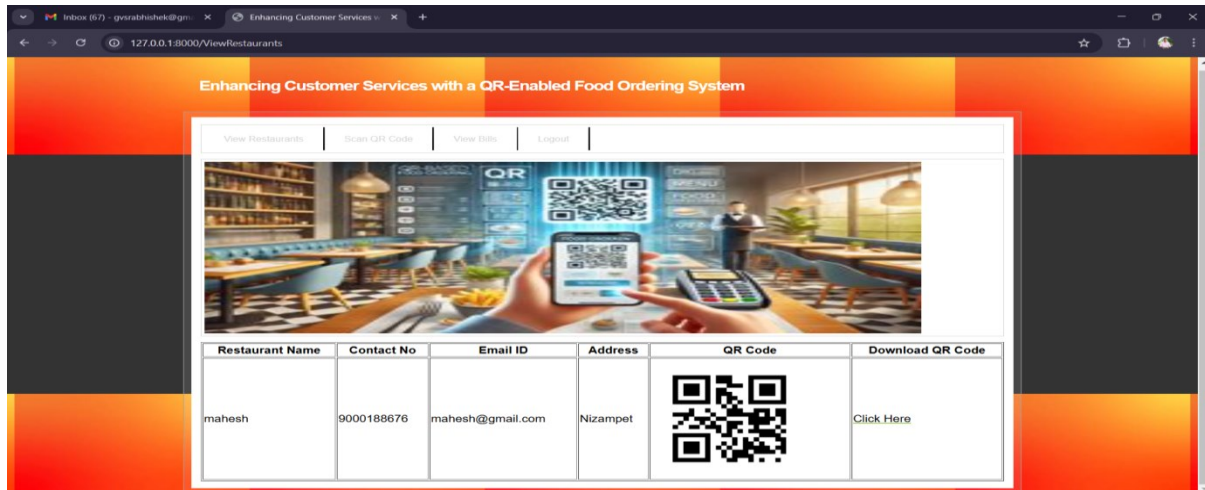 Inbox (67) - gvsrabhishek@gm
Enhancing Customer Services w
127.0.0.1:8000/ViewRestaurants
Enhancing Customer Services with a QR-Enabled Food Ordering System
View Restaurants Scan QR Code View Bills Logout
QR
MENU
FOOD
Restaurant Name Contact No Email ID Address QR Code Download QR Code
mahesh 9000188676 mahesh@gmail.com Nizampet Click Here